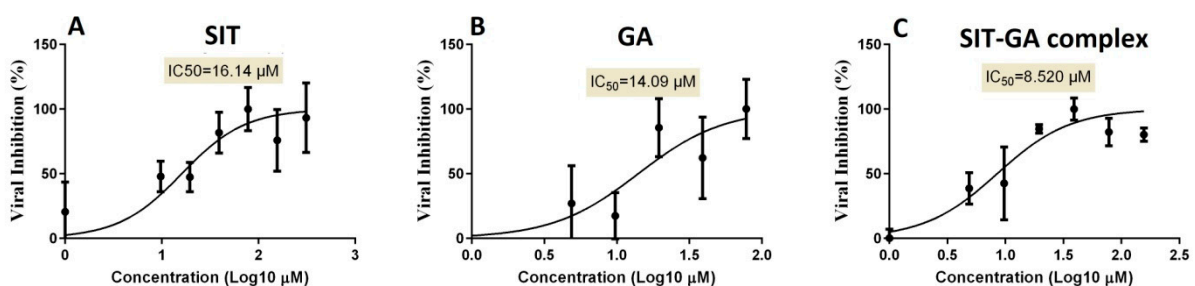 A
SIT
Viral Inhibition (%)
150
100
50
0
IC50=16.14 µM
0
1
2
3
Concentration (Log10 µM)
B
GA
Viral Inhibition (%)
150
100
50
0
IC₅₀=14.09 µM
0.0
0.5
1.0
1.5
2.0
Concentration (Log10 µM)
C
SIT-GA complex
Viral Inhibition (%)
150
100
50
0
IC₅₀=8.520 µM
0.0
0.5
1.0
1.5
2.0
2.5
Concentration (Log10 µM)